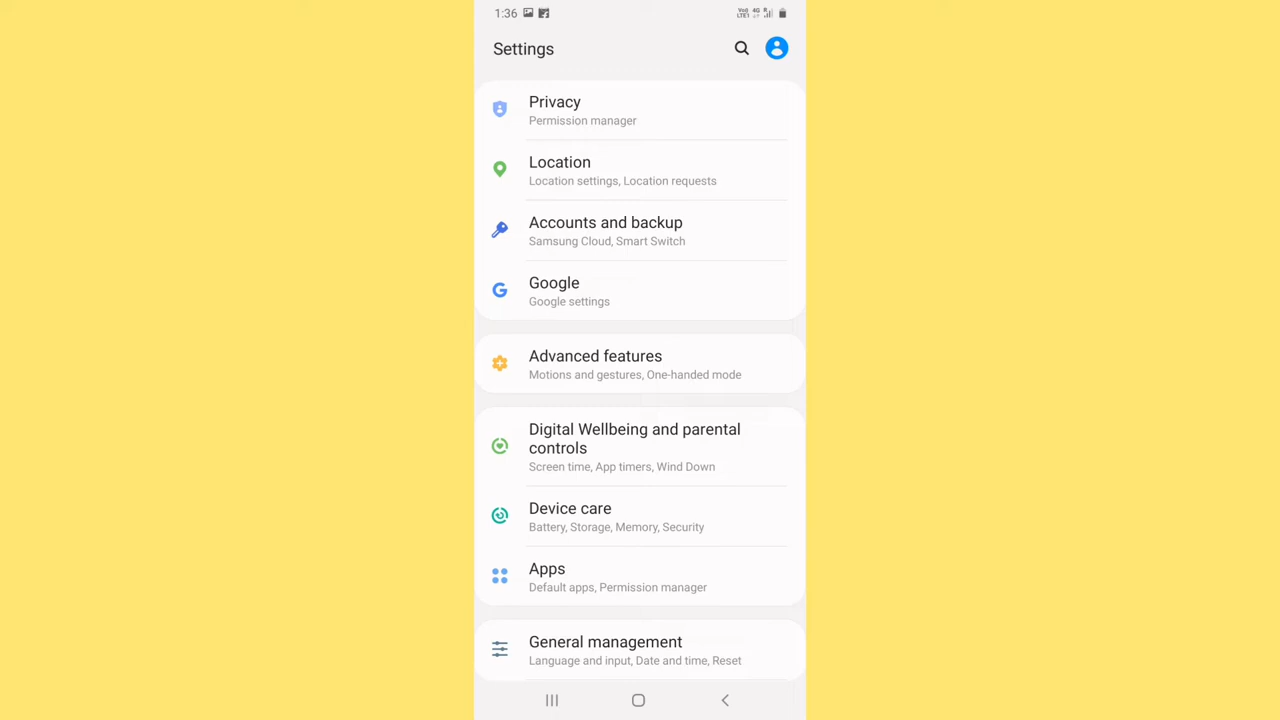 1:36
Vo)) LTE1 4G R
Settings
Privacy
Permission manager
Location
Location settings, Location requests
Accounts and backup
Samsung Cloud, Smart Switch
Google
Google settings
Advanced features
Motions and gestures, One-handed mode
Digital Wellbeing and parental
controls
Screen time, App timers, Wind Down
Device care
Battery, Storage, Memory, Security
Apps
Default apps, Permission manager
General management
Language and input, Date and time, Reset